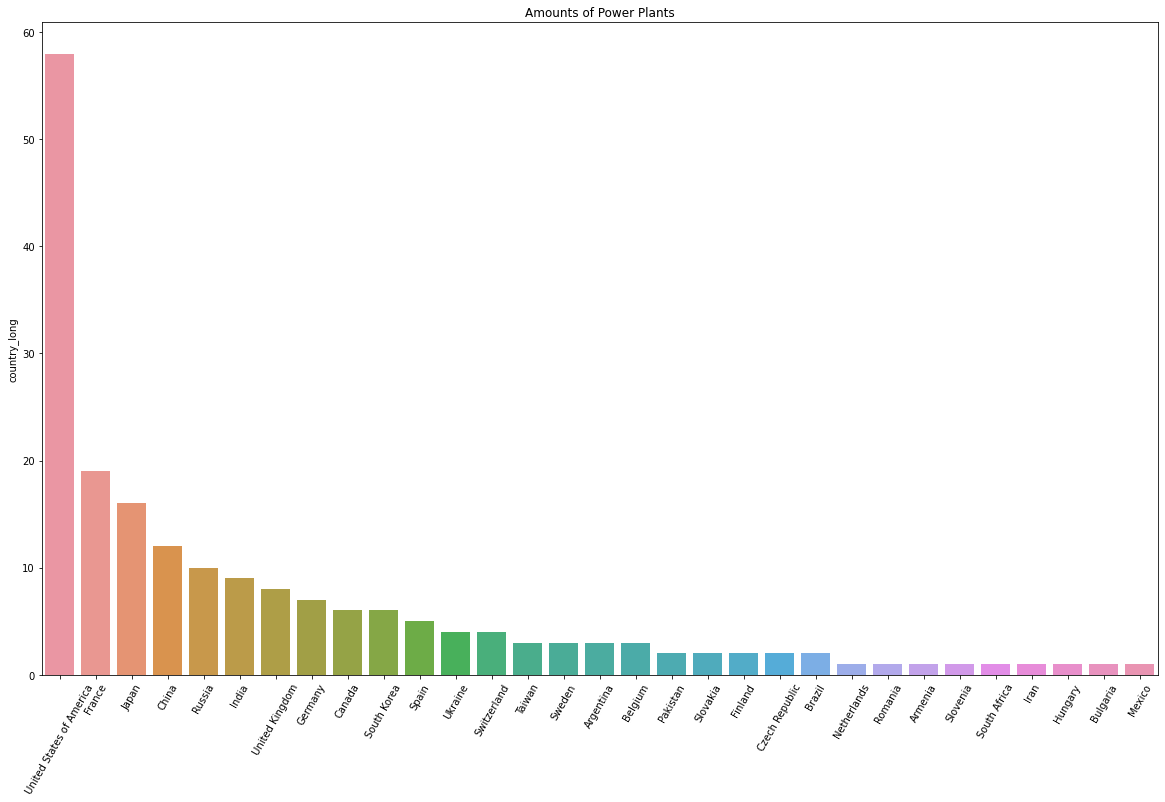 Amounts of Power Plants
60
50
40
30
20
10
0
country_long
United States of America
France
Japan
China
Russia
India
United Kingdom
Germany
Canada
South Korea
Spain
Ukraine
Switzerland
Taiwan
Sweden
Argentina
Belgium
Pakistan
Slovakia
Finland
Czech Republic
Brazil
Netherlands
Romania
Armenia
Slovenia
South Africa
Iran
Hungary
Bulgaria
Mexico